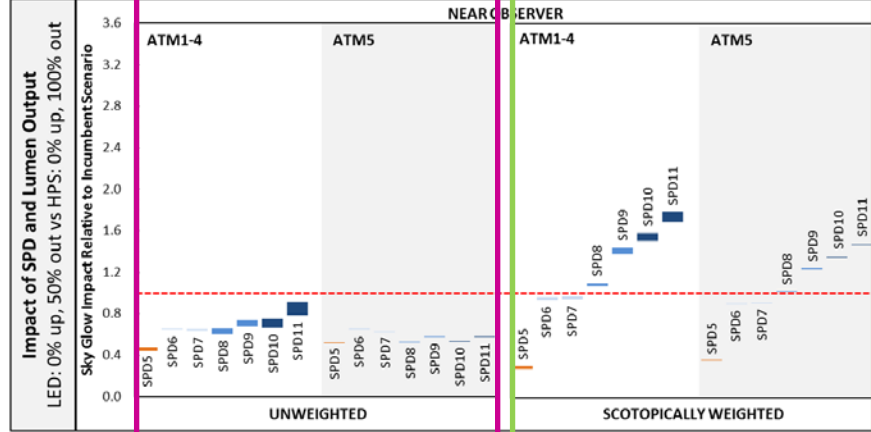 Impact of SPD and Lumen Output
LED: 0% up, 50% out vs HPS: 0% up, 100% out
Sky Glow Impact Relative to Incumbent Scenario
NEAR OBSERVER
3.6
3.2
2.8
2.4
2.0
1.6
1.2
0.8
0.4
0.0
ATM1-4
SPD5
SPD6
SPD7
SPD8
SPD9
SPD10
SPD11
ATM5
SPD5
SPD6
SPD7
SPD8
SPD9
SPD10
SPD11
UNWEIGHTED
ATM1-4
SPD5
SPD6
SPD7
SPD8
SPD9
SPD10
SPD11
ATM5
SPD5
SPD6
SPD7
SPD8
SPD9
SPD10
SPD11
SCOTOPICALLY WEIGHTED